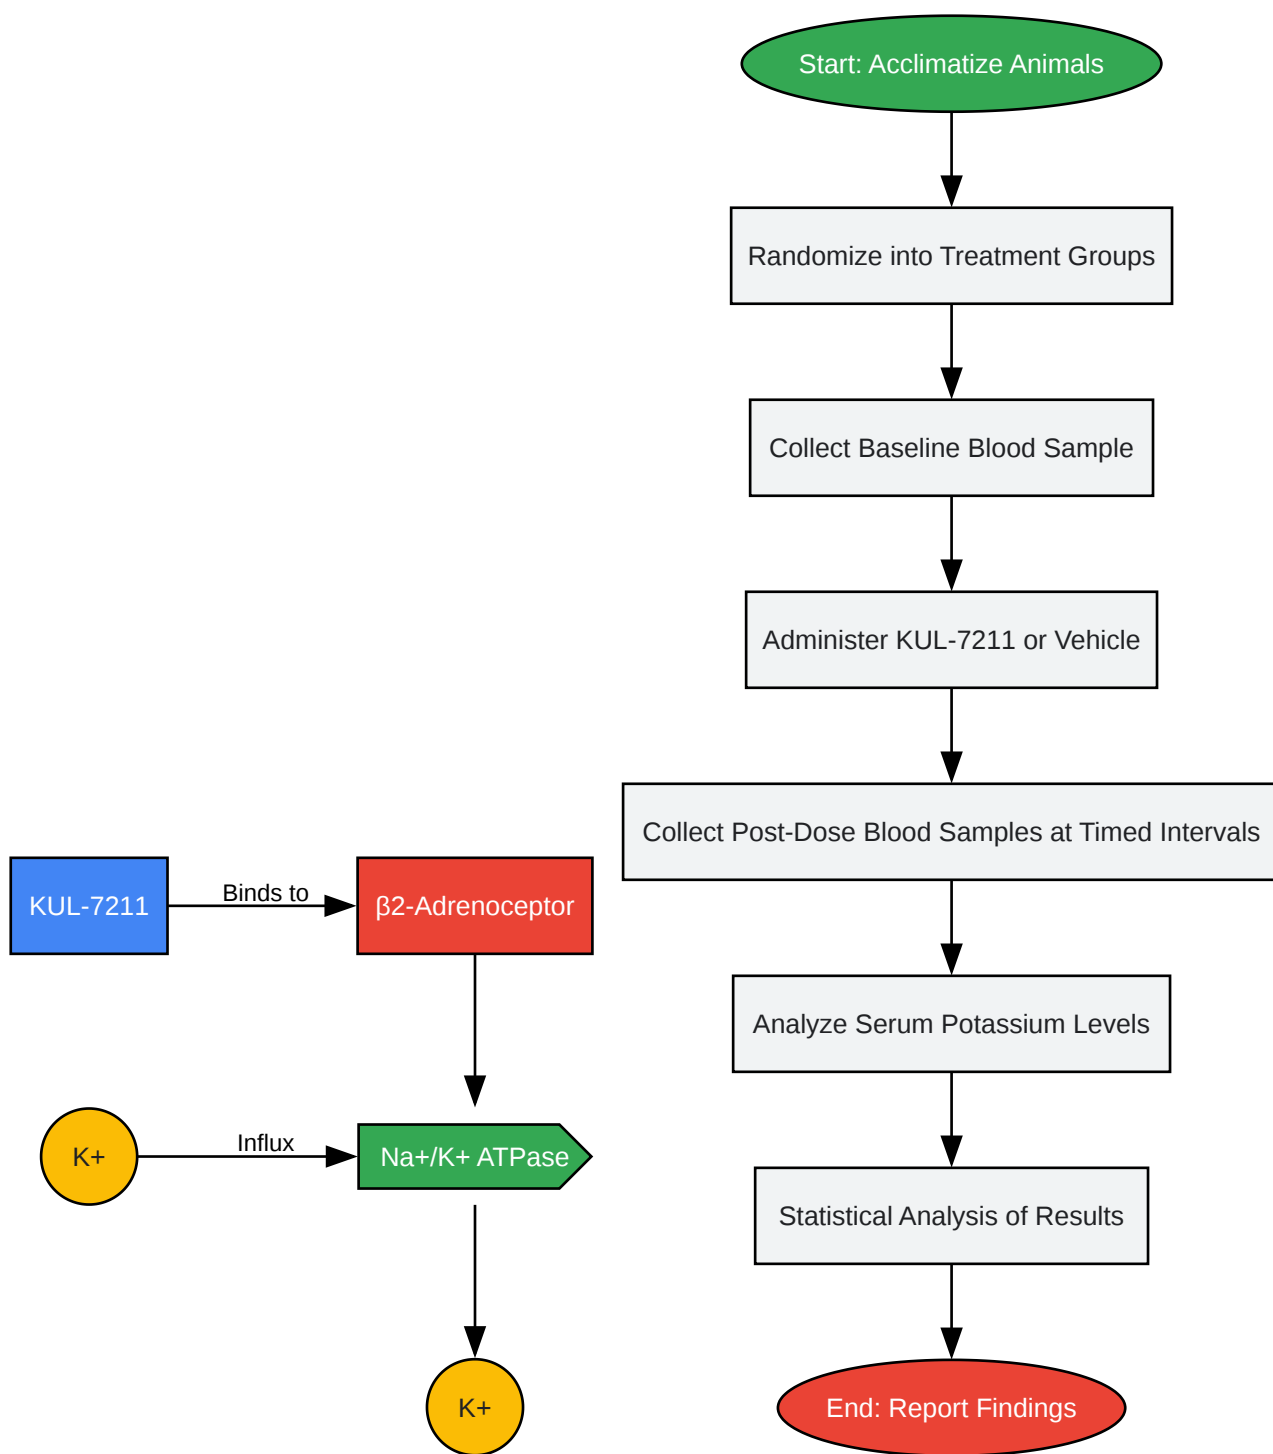 Start: Acclimatize Animals
Randomize into Treatment Groups
Collect Baseline Blood Sample
Administer KUL-7211 or Vehicle
Collect Post-Dose Blood Samples at Timed Intervals
Analyze Serum Potassium Levels
Statistical Analysis of Results
End: Report Findings
KUL-7211
Binds to
β2-Adrenoceptor
K+
Influx
Na+/K+ ATPase
K+